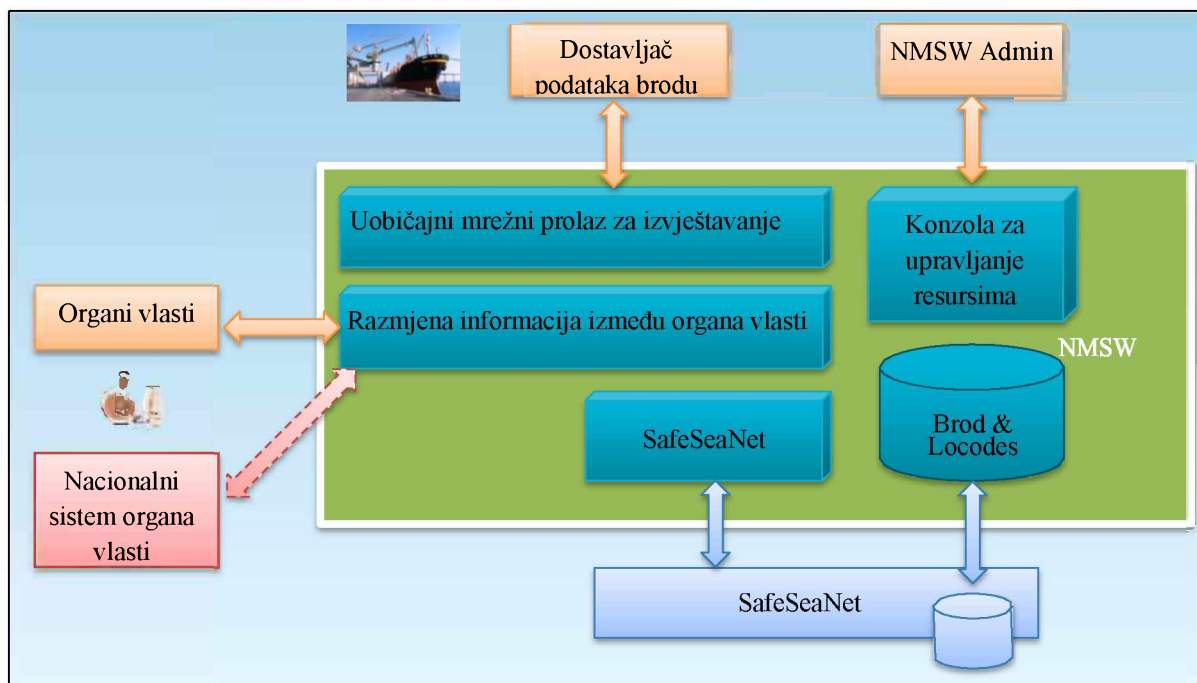 Dostavljač
podataka brodu
NMSW Admin
Uobičajni mrežni prolaz za izvještavanje
Konzola za
upravljanje
resursima
Organi vlasti
Razmjena informacija između organa vlasti
NMSW
Brod &
Locodes
SafeSeaNet
Nacionalni
sistem organa
vlasti
SafeSeaNet